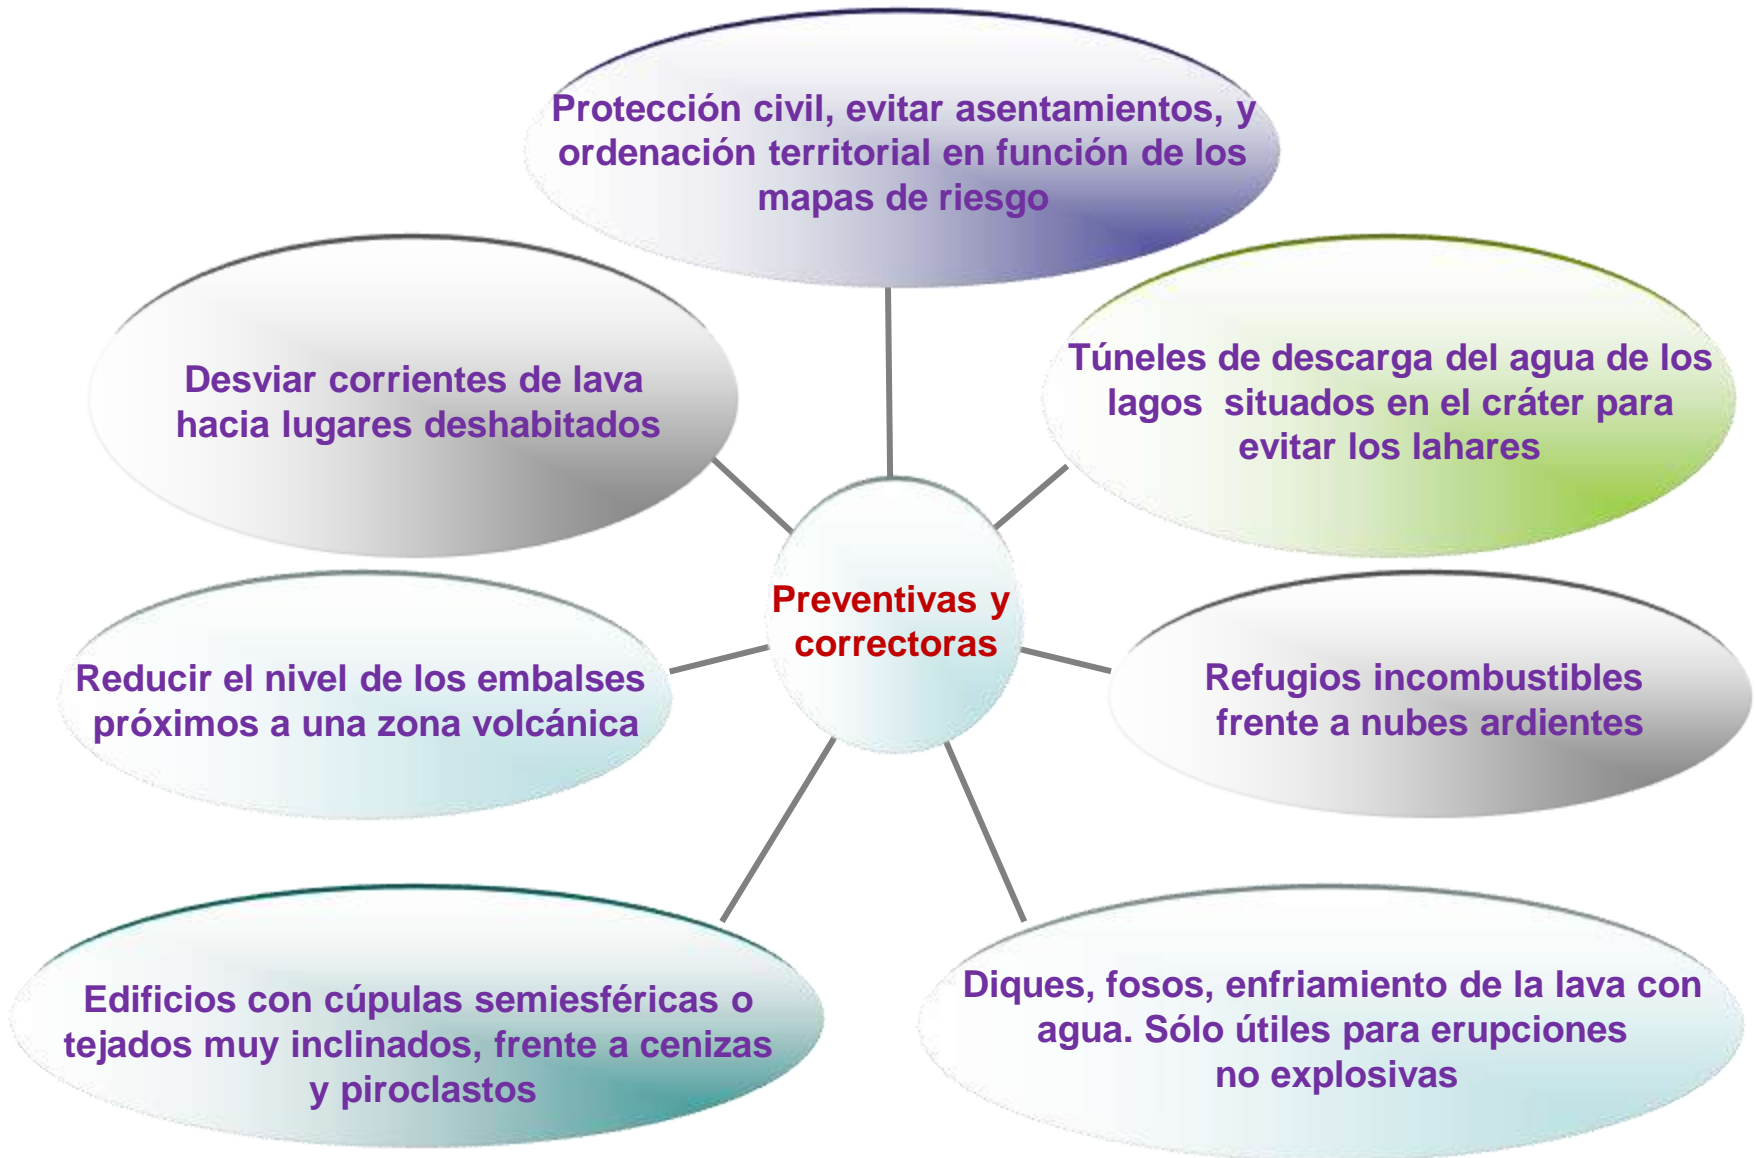 Protección civil, evitar asentamientos, y
ordenación territorial en función de los
mapas de riesgo
Desviar corrientes de lava
hacia lugares deshabitados
Túneles de descarga del agua de los
lagos situados en el cráter para
evitar los lahares
Preventivas y
correctoras
Reducir el nivel de los embalses
próximos a una zona volcánica
Refugios incombustibles
frente a nubes ardientes
Edificios con cúpulas semiesféricas o
tejados muy inclinados, frente a cenizas
y piroclastos
Diques, fosos, enfriamiento de la lava con
agua. Sólo útiles para erupciones
no explosivas